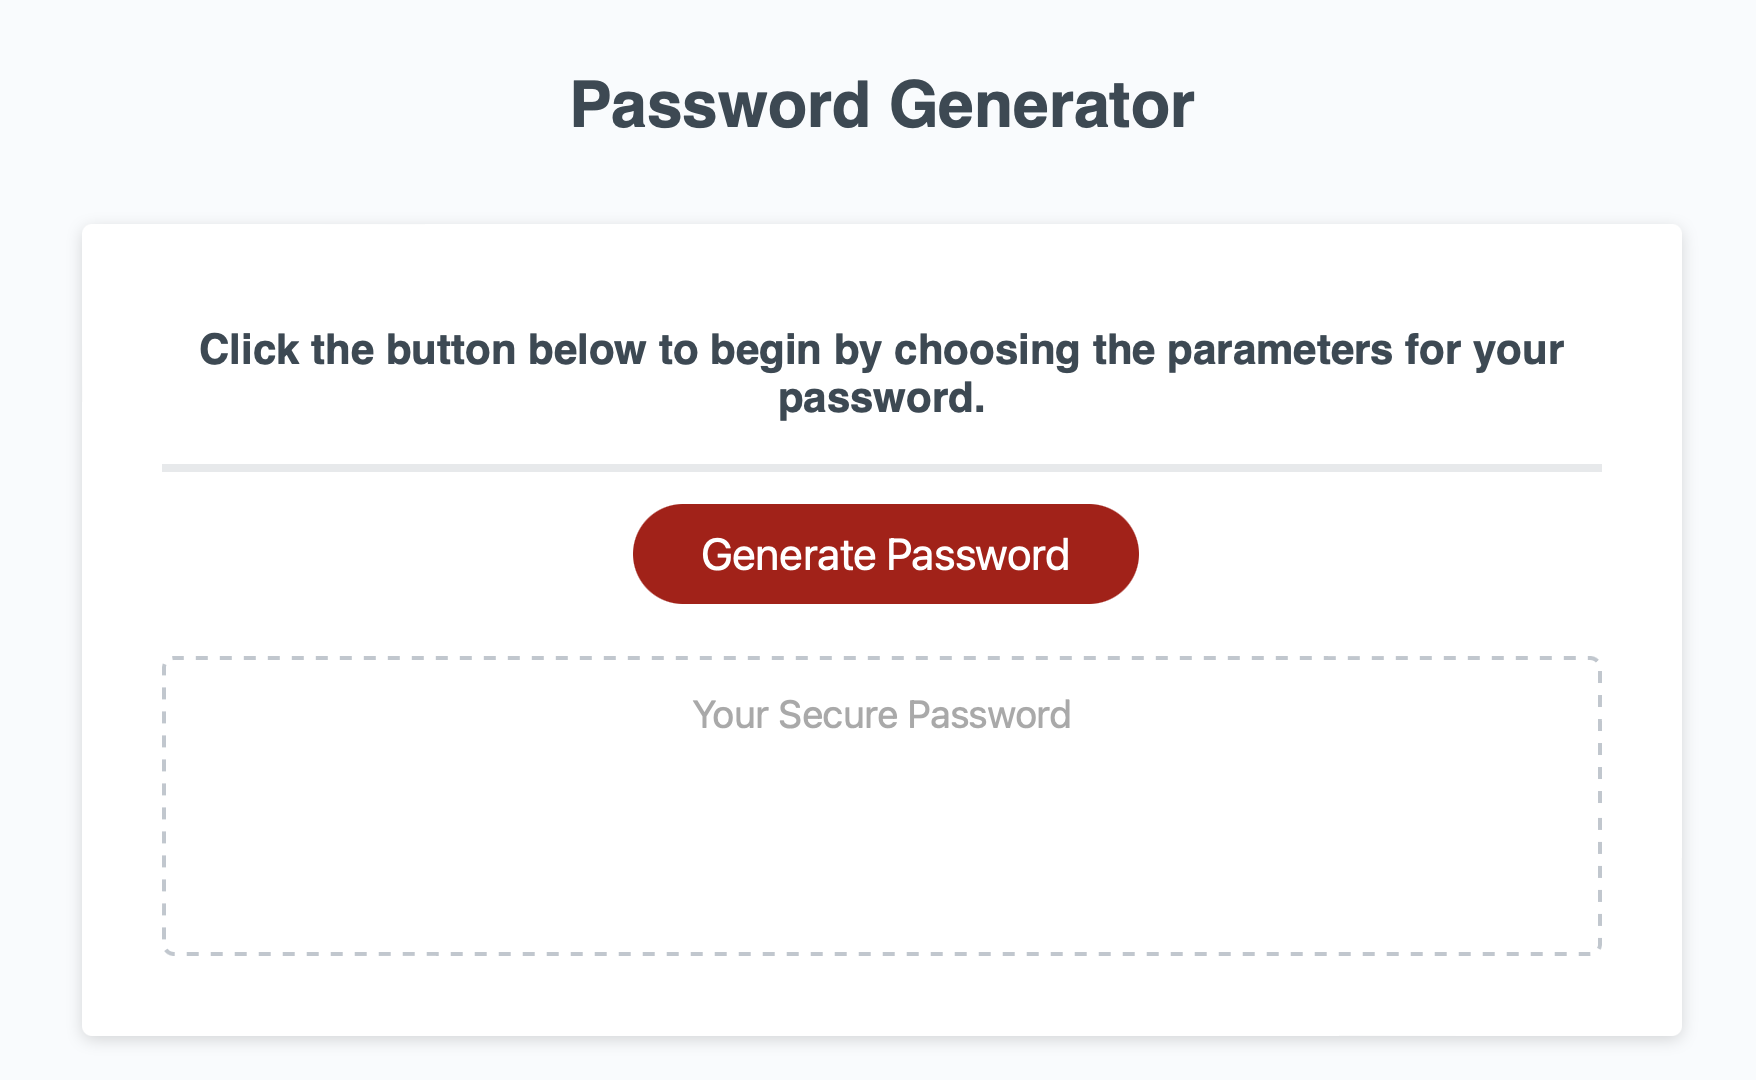 Password Generator
Click the button below to begin by choosing the parameters for your
password.
Generate Password
Your Secure Password